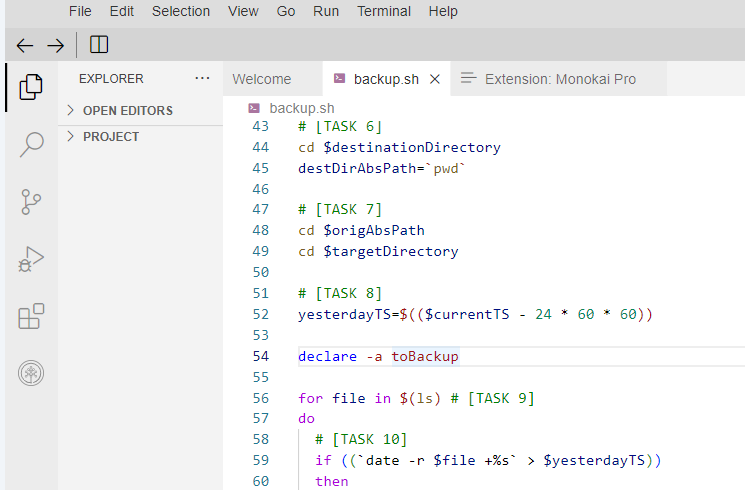 File Edit Selection View Go Run Terminal Help
EXPLORER ···
OPEN EDITORS
PROJECT
Welcome backup.sh Extension: Monokai Pro
backup.sh
43 # [TASK 6]
44 cd $destinationDirectory
45 destDirAbsPath=`pwd`
46
47 # [TASK 7]
48 cd $origAbsPath
49 cd $targetDirectory
50
51 # [TASK 8]
52 yesterdayTS=$(($currentTS - 24 * 60 * 60))
53
54 declare -a toBackup
55
56 for file in $(ls) # [TASK 9]
57 do
58 # [TASK 10]
59 if ((`date -r $file +%s` > $yesterdayTS))
60 then